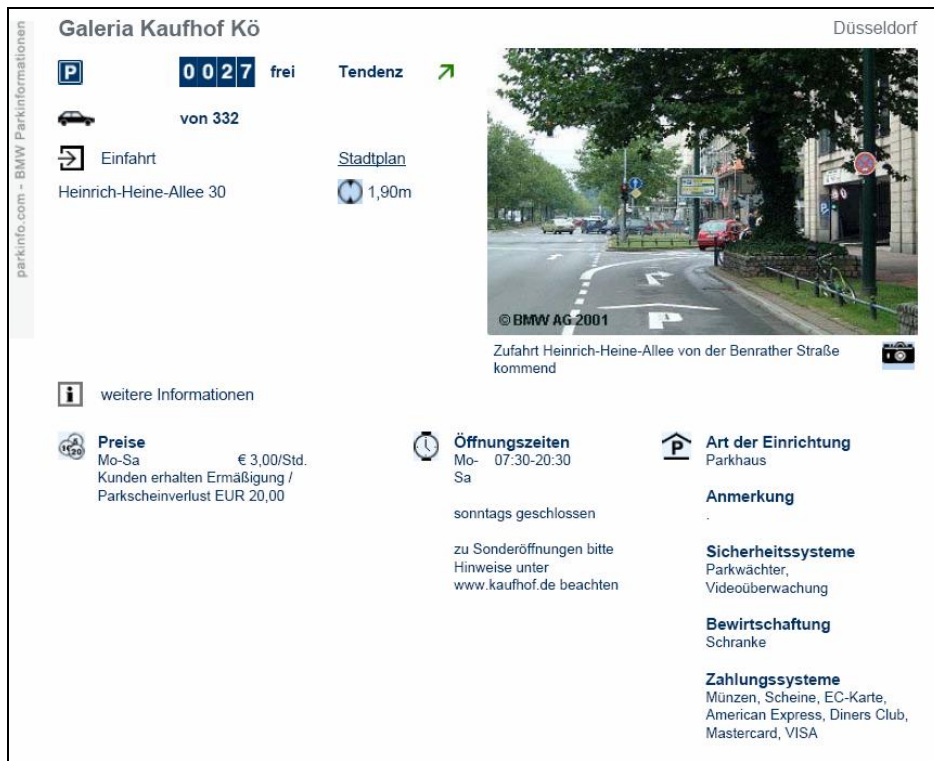 Galeria Kaufhof Kö
Düsseldorf
parkinfo.com - BMW Parkinformationen
P
0027 frei Tendenz
von 332
Einfahrt Stadtplan
Heinrich-Heine-Allee 30 1,90m
© BMW AG 2001
P
Zufahrt Heinrich-Heine-Allee von der Benrather Straße
kommend
i weitere Informationen
Preise
Mo-Sa € 3,00/Std.
Kunden erhalten Ermäßigung /
Parkscheinverlust EUR 20,00
Öffnungszeiten
Mo- 07:30-20:30
Sa
sonntags geschlossen
zu Sonderöffnungen bitte
Hinweise unter
www.kaufhof.de beachten
P
Art der Einrichtung
Parkhaus
Anmerkung
.
Sicherheitssysteme
Parkwächter,
Videoüberwachung
Bewirtschaftung
Schranke
Zahlungssysteme
Münzen, Scheine, EC-Karte,
American Express, Diners Club,
Mastercard, VISA